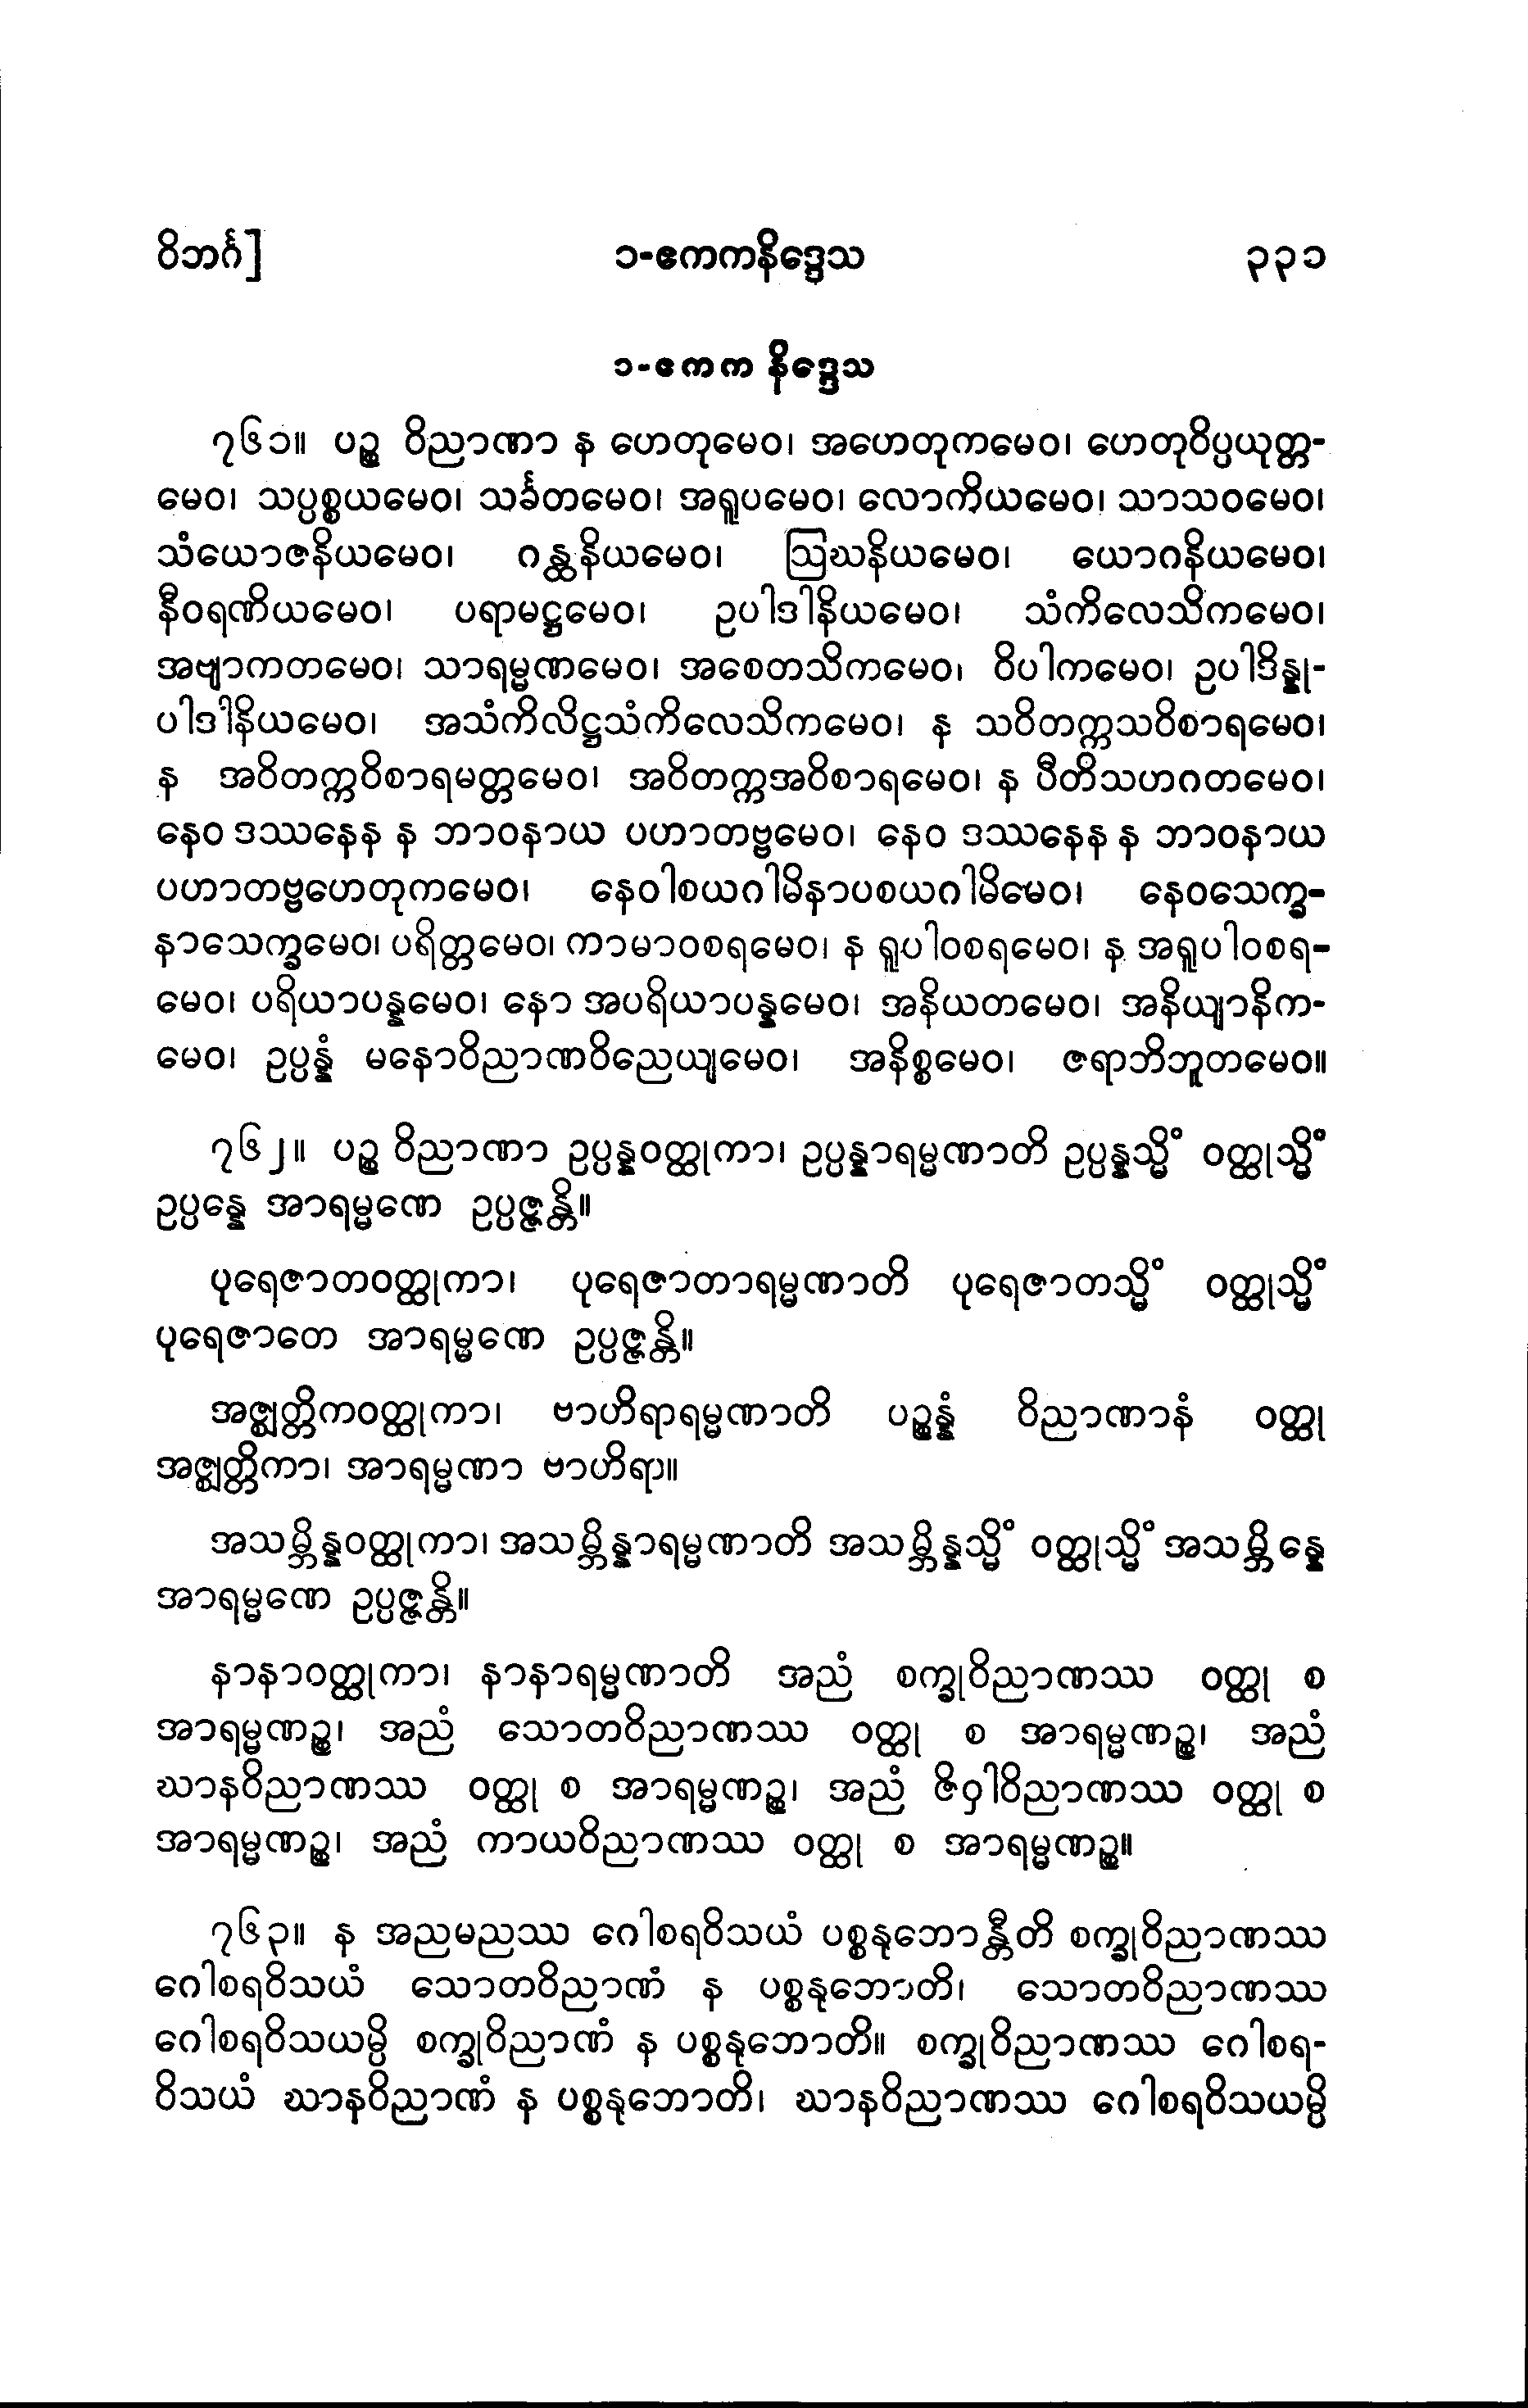 ဝိဘင်္ဂ]
၁-ဧကကနိဒ္ဒေသ
၃၃၁
၁-ဧကက နိဒ္ဒေသ
၇၆၁။ ပဉ္စ ဝိညာဏာ န ဟေတုမေဝ၊ အဟေတုကမေဝ၊ ဟေတုဝိပ္ပယုတ္တ-
မေဝ၊ သပ္ပစ္စယမေဝ၊ သင်္ခတမေဝ၊ အရူပမေဝ၊ လောကိယမေဝ၊ သာသဝမေဝ၊
သံယောဇနိယမေဝ၊ ဂန္ထနိယမေဝ၊ ဩဃနိယမေဝ၊ ယောဂနိယမေဝ၊
နီဝရဏိယမေဝ၊ ပရာမဋ္ဌမေဝ၊ ဥပါဒါနိယမေဝ၊ သံကိလေသိကမေဝ၊
အဗျာကတမေဝ၊ သာရမ္မဏမေဝ၊ အစေတသိကမေဝ၊ ဝိပါကမေဝ၊ ဥပါဒိန္နု-
ပါဒါနိယမေဝ၊ အသံကိလိဋ္ဌသံကိလေသိကမေဝ၊ န သဝိတက္ကသဝိစာရမေဝ၊
န အဝိတက္ကဝိစာရမတ္တမေဝ၊ အဝိတက္ကအဝိစာရမေဝ၊ န ပီတိသဟဂတမေဝ၊
နေဝ ဒဿနေန န ဘာဝနာယ ပဟာတဗ္ဗမေဝ၊ နေဝ ဒဿနေန န ဘာဝနာယ
ပဟာတဗ္ဗဟေတုကမေဝ၊ နေဝါစယဂါမိနာပစယဂါမိမေဝ၊ နေဝသေက္ခ-
နာသေက္ခမေဝ၊ ပရိတ္တမေဝ၊ ကာမာဝစရမေဝ၊ န ရူပါဝစရမေဝ၊ န အရူပါဝစရ-
မေဝ၊ ပရိယာပန္နမေဝ၊ နော အပရိယာပန္နမေဝ၊ အနိယတမေဝ၊ အနိယျာနိက-
မေဝ၊ ဥပ္ပန္နံ မနောဝိညာဏဝိညေယျမေဝ၊ အနိစ္စမေဝ၊ ဇရာဘိဘူတမေဝ။
၇၆၂။ ပဉ္စ ဝိညာဏာ ဥပ္ပန္နဝတ္ထုကာ၊ ဥပ္ပန္နာရမ္မဏာတိ ဥပ္ပန္နသ္မိံ ဝတ္ထုသ္မိံ
ဥပ္ပန္နေ အာရမ္မဏေ ဥပ္ပဇ္ဇန္တိ။
ပုရေဇာတဝတ္ထုကာ၊ ပုရေဇာတာရမ္မဏာတိ ပုရေဇာတသ္မိံ ဝတ္ထုသ္မိံ
ပုရေဇာတေ အာရမ္မဏေ ဥပ္ပဇ္ဇန္တိ။
အဇ္ဈတ္တိကဝတ္ထုကာ၊ ဗာဟိရာရမ္မဏာတိ ပဉ္စန္နံ ဝိညာဏာနံ ဝတ္ထု
အဇ္ဈတ္တိကာ၊ အာရမ္မဏာ ဗာဟိရာ။
အသမ္ဘိန္နဝတ္ထုကာ၊ အသမ္ဘိန္နာရမ္မဏာတိ အသမ္ဘိန္နသ္မိံ ဝတ္ထုသ္မိံ အသမ္ဘိန္နေ
အာရမ္မဏေ ဥပ္ပဇ္ဇန္တိ။
နာနာဝတ္ထုကာ၊ နာနာရမ္မဏာတိ အညံ စက္ခုဝိညာဏဿ ဝတ္ထု စ
အာရမ္မဏဉ္စ၊ အညံ သောတဝိညာဏဿ ဝတ္ထု စ အာရမ္မဏဉ္စ၊ အညံ
ဃာနဝိညာဏဿ ဝတ္ထု စ အာရမ္မဏဉ္စ၊ အညံ ဇိဝှါဝိညာဏဿ ဝတ္ထု စ
အာရမ္မဏဉ္စ၊ အညံ ကာယဝိညာဏဿ ဝတ္ထု စ အာရမ္မဏဉ္စ။
၇၆၃။ န အညမညဿ ဂေါစရဝိသယံ ပစ္စနုဘောန္တီတိ စက္ခုဝိညာဏဿ
ဂေါစရဝိသယံ သောတဝိညာဏံ န ပစ္စနုဘောတိ၊ သောတဝိညာဏဿ
ဂေါစရဝိသယမ္ပိ စက္ခုဝိညာဏံ န ပစ္စနုဘောတိ။ စက္ခုဝိညာဏဿ ဂေါစရ-
ဝိသယံ ဃာနဝိညာဏံ န ပစ္စနုဘောတိ၊ ဃာနဝိညာဏဿ ဂေါစရဝိသယမ္ပိ